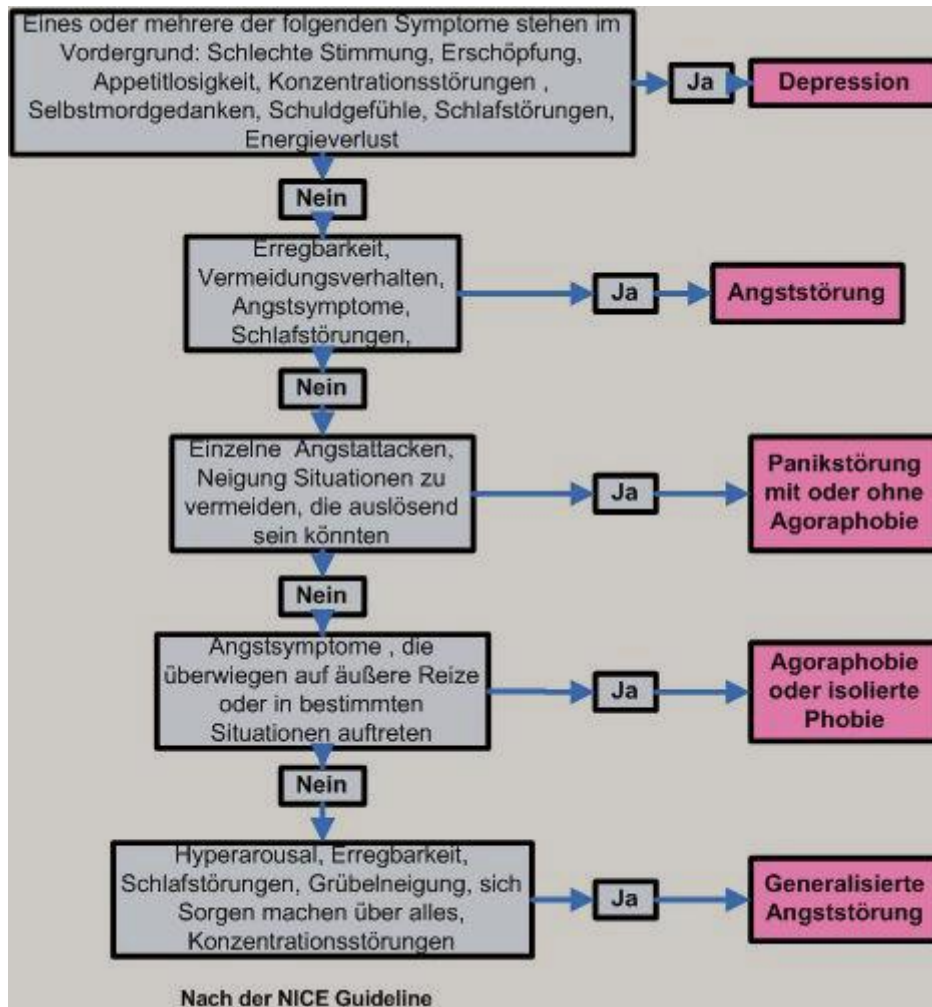 Eines oder mehrere der folgenden Symptome stehen im
Vordergrund: Schlechte Stimmung, Erschöpfung,
Appetitlosigkeit, Konzentrationsstörungen ,
Selbstmordgedanken, Schuldgefühle, Schlafstörungen,
Energieverlust
Ja
Depression
Nein
Erregbarkeit,
Vermeidungsverhalten,
Angstsymptome,
Schlafstörungen,
Ja
Angststörung
Nein
Einzelne Angstattacken,
Neigung Situationen zu
vermeiden, die auslösend
sein könnten
Ja
Panikstörung
mit oder ohne
Agoraphobie
Nein
Angstsymptome , die
überwiegen auf äußere Reize
oder in bestimmten
Situationen auftreten
Ja
Agoraphobie
oder isolierte
Phobie
Nein
Hyperarousal, Erregbarkeit,
Schlafstörungen, Grübelneigung, sich
Sorgen machen über alles,
Konzentrationsstörungen
Ja
Generalisierte
Angststörung
Nach der NICE Guideline